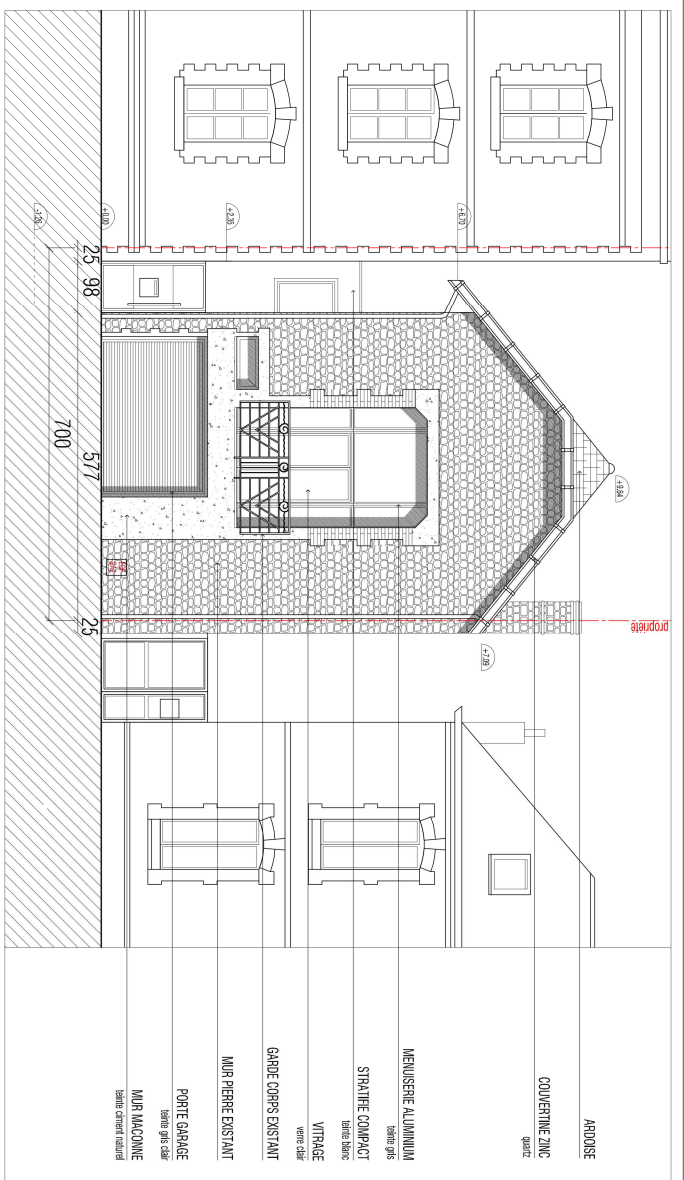 ARDOISE
COUVERTINE ZINC
quartz
MENUISERIE ALUMINIUM
teinte gris
STRATIFIE COMPACT
teinte blanc
VITRAGE
verre clair
GARDE CORPS EXISTANT
MUR PIERRE EXISTANT
PORTE GARAGE
teinte gris clair
MUR MACONNE
teinte ciment naturel
propriété
+9.64
+7.09
+6.70
+2.35
+0.00
-1.26
25
98
577
25
700